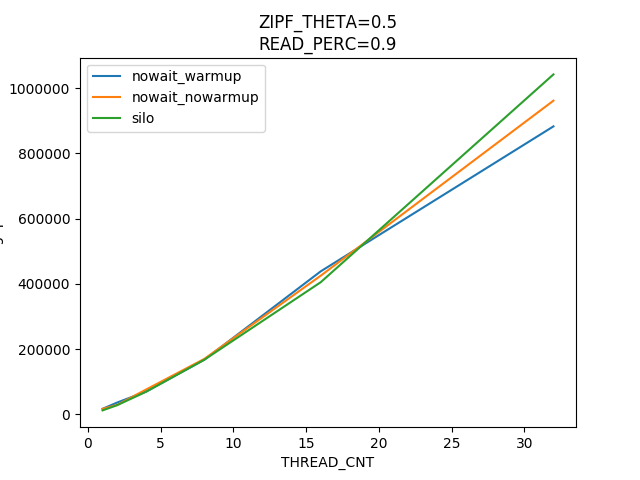 ZIPF_THETA=0.5
READ_PERC=0.9
nowait_warmup
nowait_nowarmup
silo
1000000
800000
600000
400000
200000
0
0 5 10 15 20 25 30
THREAD_CNT